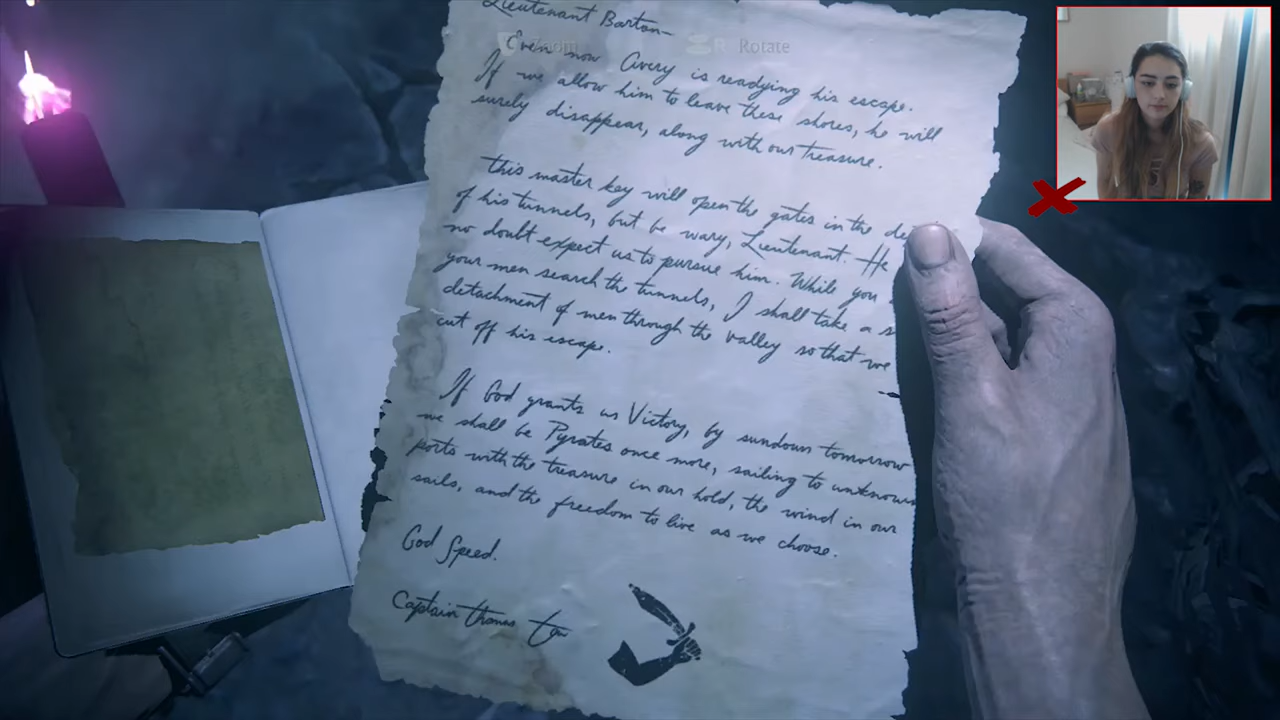 Lieutenant Barton—
Zoom
R Rotate
Even now Avery is readying his escape.
If we allow him to leave these shores, he will
surely disappear, along with our treasure.
this master key will open the gates in the de
of his tunnels, but be wary, Lieutenant. He
no doubt expect us to pursue him. While you
your men search the tunnels, I shall take a s
detachment of men through the valley so that we
cut off his escape.
If God grants us Victory, by sundown tomorrow
we shall be Pyrates once more, sailing to unknown
ports with the treasure in our hold, the wind in our
sails, and the freedom to live as we choose.
God Speed.
Captain Thomas Tew